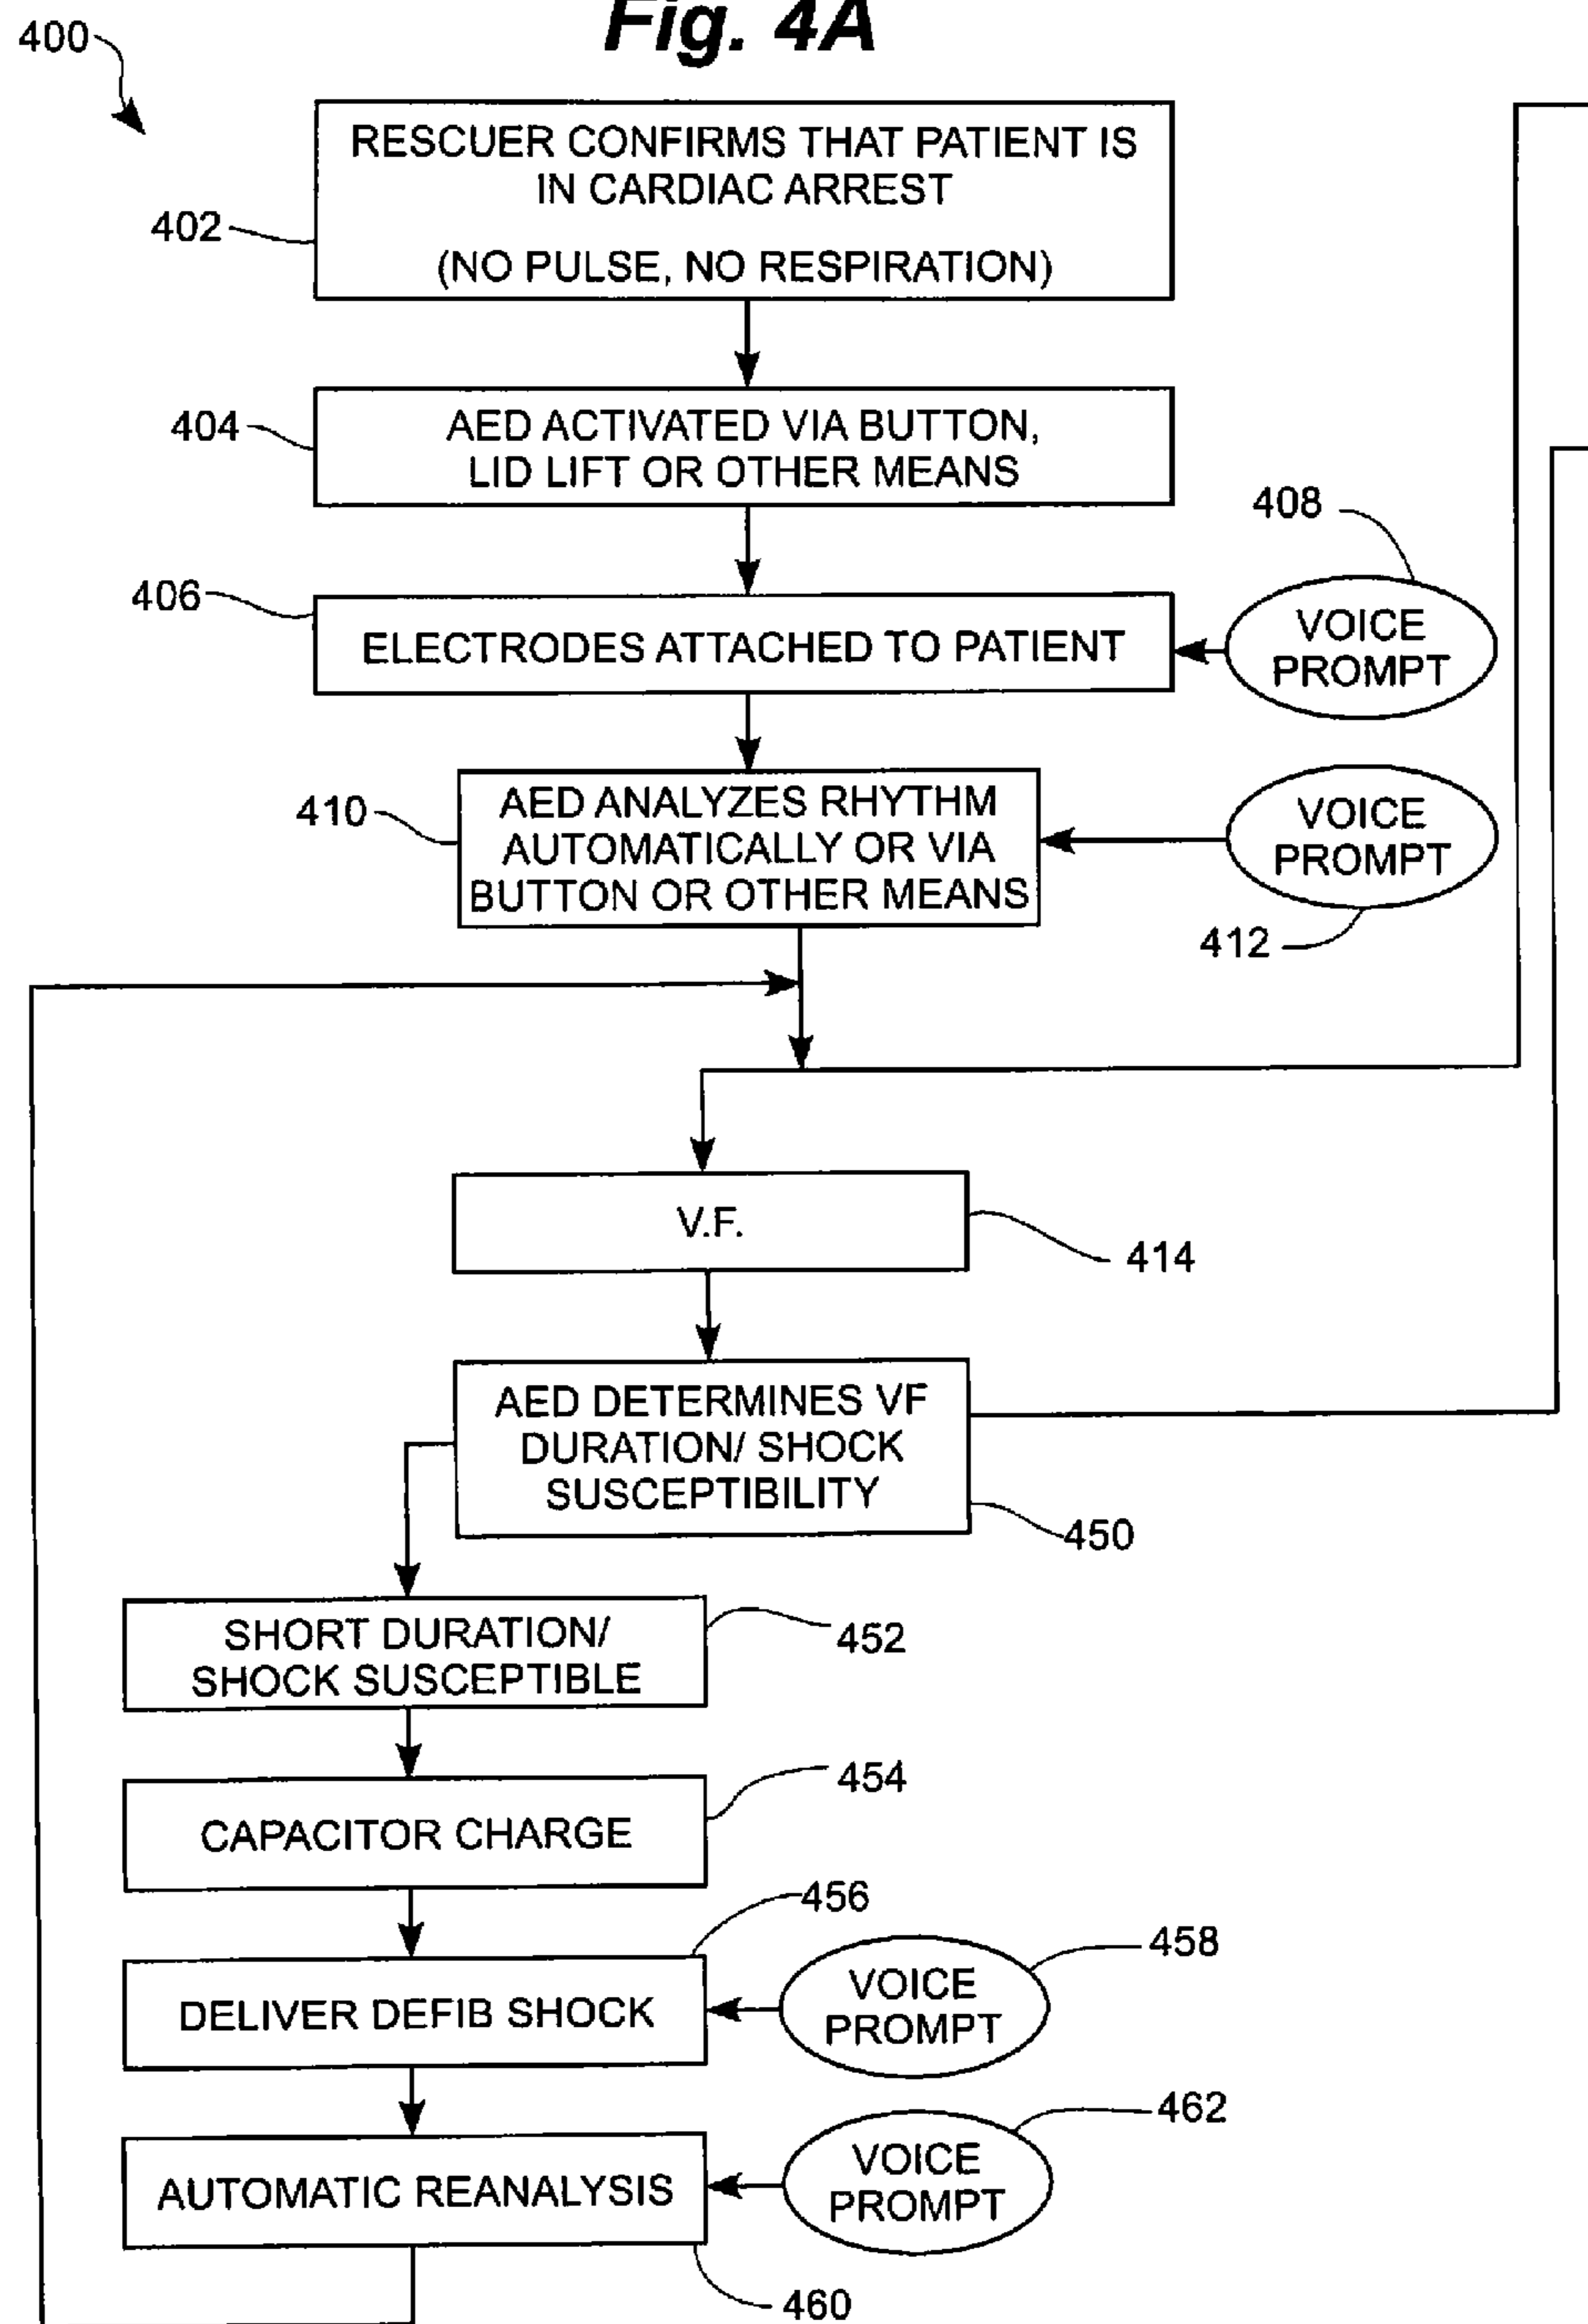 Fig. 4A
400
RESCUER CONFIRMS THAT PATIENT IS
IN CARDIAC ARREST
(NO PULSE, NO RESPIRATION)
402
AED ACTIVATED VIA BUTTON,
LID LIFT OR OTHER MEANS
404
408
406
ELECTRODES ATTACHED TO PATIENT
VOICE
PROMPT
410
AED ANALYZES RHYTHM
AUTOMATICALLY OR VIA
BUTTON OR OTHER MEANS
VOICE
PROMPT
412
V.F.
414
AED DETERMINES VF
DURATION/ SHOCK
SUSCEPTIBILITY
450
SHORT DURATION/
SHOCK SUSCEPTIBLE
452
454
CAPACITOR CHARGE
456
458
DELIVER DEFIB SHOCK
VOICE
PROMPT
462
AUTOMATIC REANALYSIS
VOICE
PROMPT
460